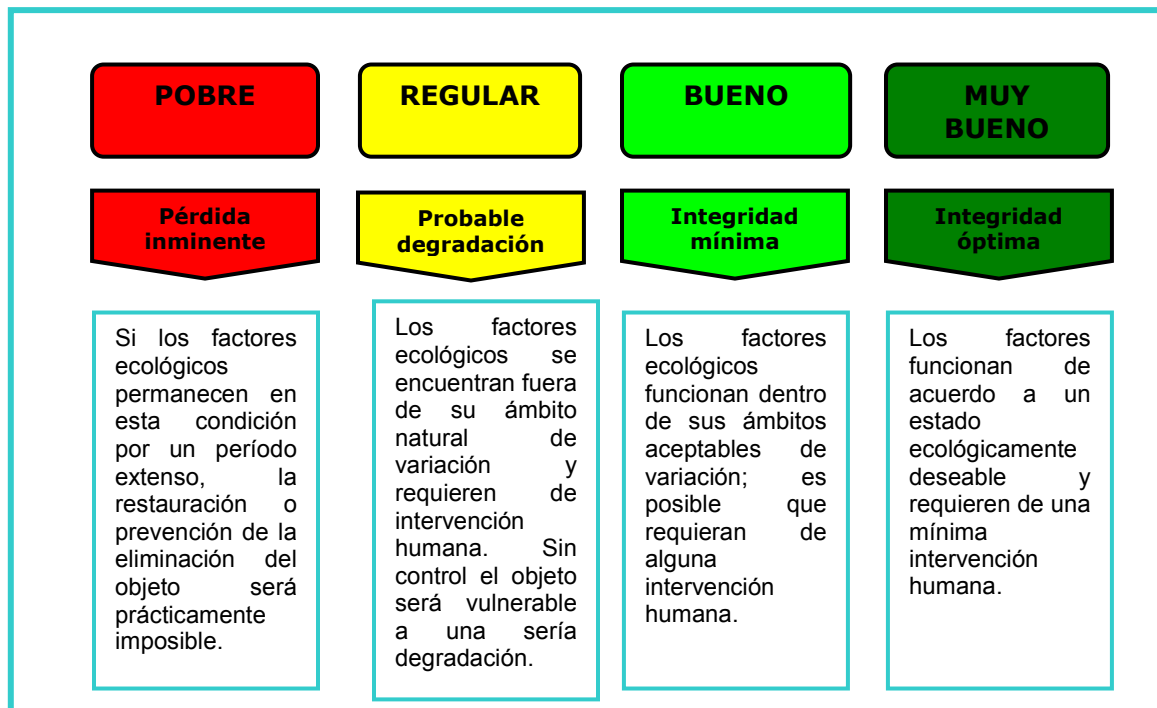 POBRE
Pérdida
inminente
Si los factores
ecológicos
permanecen en
esta condición
por un período
extenso, la
restauración o
prevención de la
eliminación del
objeto será
prácticamente
imposible.
REGULAR
Probable
degradación
Los factores
ecológicos se
encuentran fuera
de su ámbito
natural de
variación y
requieren de
intervención
humana. Sin
control el objeto
será vulnerable
a una sería
degradación.
BUENO
Integridad
mínima
Los factores
ecológicos
funcionan dentro
de sus ámbitos
aceptables de
variación; es
posible que
requieran de
alguna
intervención
humana.
MUY
BUENO
Integridad
óptima
Los factores
funcionan de
acuerdo a un
estado
ecológicamente
deseable y
requieren de una
mínima
intervención
humana.